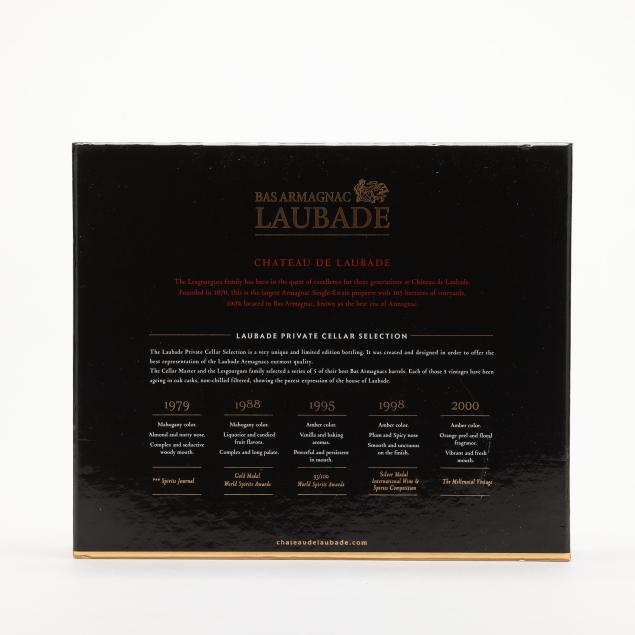 BAS ARMAGNAC
LAUBADE
CHATEAU DE LAUBADE
The Lesgourgues family has been in the quest of excellence for three generations at Château de Laubade.
Founded in 1870, this is the largest Armagnac Single-Estate property with 105 hectares of vineyards,
100% located in Bas Armagnac, known as the best cru of Armagnac.
LAUBADE PRIVATE CELLAR SELECTION
The Laubade Private Cellar Selection is a very unique and limited edition bottling. It was created and designed in order to offer the
best representation of the Laubade Armagnacs outmost quality.
The Cellar Master and the Lesgourgues family selected a series of 5 of their best Bas Armagnacs barrels. Each of those 5 vintages have been
ageing in oak casks, non-chilled filtered, showing the purest expression of the house of Laubade.
1979
Mahogany color.
Almond and nutty nose.
Complex and seductive
woody mouth.
*** Spirits Journal
1988
Mahogany color.
Liquorice and candied
fruit flavors.
Complex and long palate.
Gold Medal
World Spirits Awards
1995
Amber color.
Vanilla and baking
aromas.
Powerful and persistent
in mouth.
93/100
World Spirits Awards
1998
Amber color.
Plum and Spicy nose
Smooth and unctuous
on the finish.
Silver Medal
International Wine &
Spirits Competition
2000
Amber color.
Orange peel and floral
fragrance.
Vibrant and fresh
mouth.
The Millennial Vintage
chateaudelaubade.com